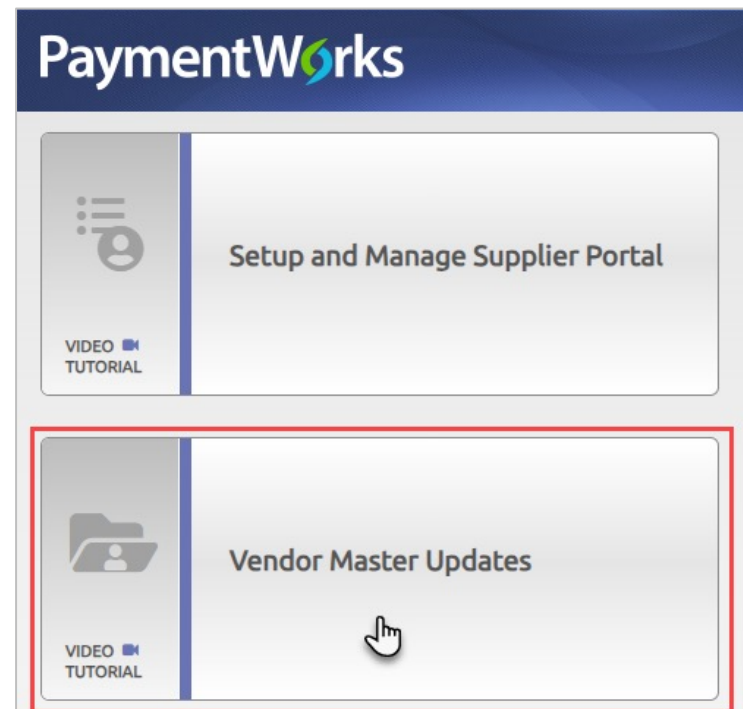 PaymentWorks
Setup and Manage Supplier Portal
VIDEO
TUTORIAL
Vendor Master Updates
VIDEO
TUTORIAL